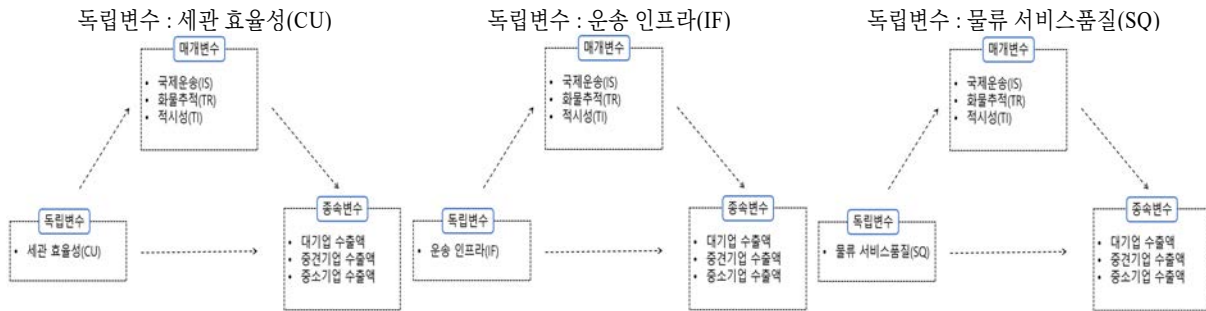 독립변수 : 세관 효율성(CU)
매개변수
• 국제운송(IS)
• 화물추적(TR)
• 적시성(TI)
독립변수
• 세관 효율성(CU)
종속변수
• 대기업 수출액
• 중견기업 수출액
• 중소기업 수출액
독립변수 : 운송 인프라(IF)
매개변수
• 국제운송(IS)
• 화물추적(TR)
• 적시성(TI)
독립변수
• 운송 인프라(IF)
종속변수
• 대기업 수출액
• 중견기업 수출액
• 중소기업 수출액
독립변수 : 물류 서비스품질(SQ)
매개변수
• 국제운송(IS)
• 화물추적(TR)
• 적시성(TI)
독립변수
• 물류 서비스품질(SQ)
종속변수
• 대기업 수출액
• 중견기업 수출액
• 중소기업 수출액